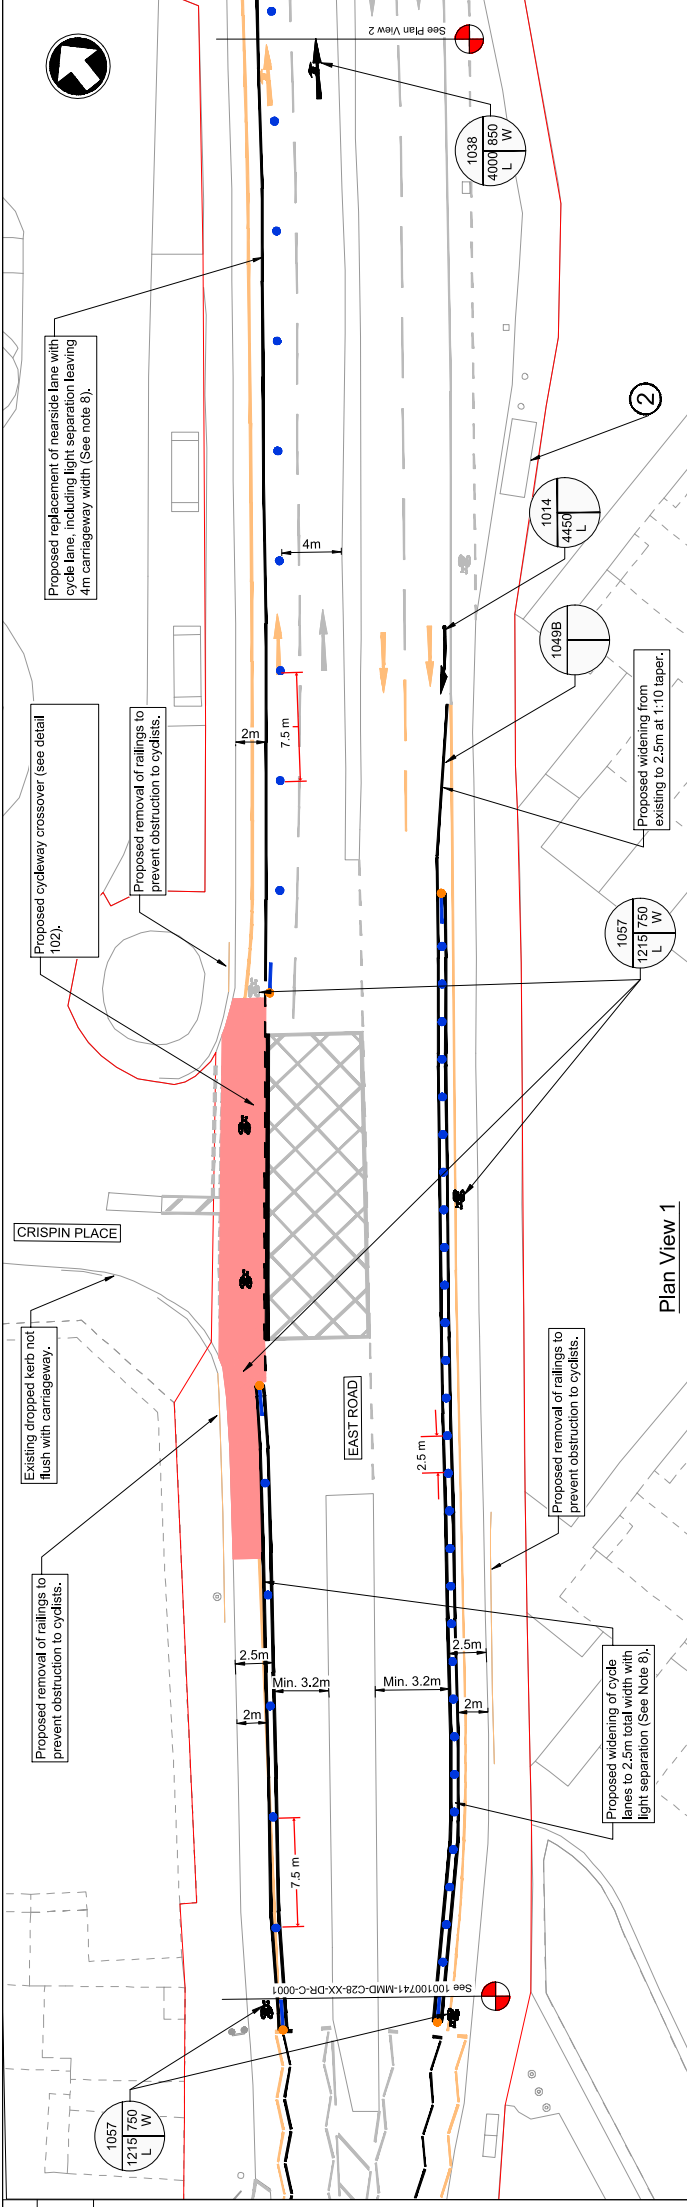 See Plan View 2
1038
4000 850
L W
Proposed replacement of nearside lane with
cycle lane, including light separation leaving
4m carriageway width (See note 8).
2
1014
4450
L
4m
1049B
Proposed cycleway crossover (see detail
102).
Proposed removal of railings to
prevent obstruction to cyclists.
2m
7.5 m
Proposed widening from
existing to 2.5m at 1:10 taper.
1057
1215 750
L W
CRISPIN PLACE
Plan View 1
Existing dropped kerb not
flush with carriageway.
EAST ROAD
2.5 m
Proposed removal of railings to
prevent obstruction to cyclists.
Proposed removal of railings to
prevent obstruction to cyclists.
2.5m
Min. 3.2m
2m
Min. 3.2m
2.5m
2m
Proposed widening of cycle
lanes to 2.5m total width with
light separation (See Note 8).
7.5 m
See 100100741-MMD-C28-XX-DR-C-0001
1057
1215 750
L W